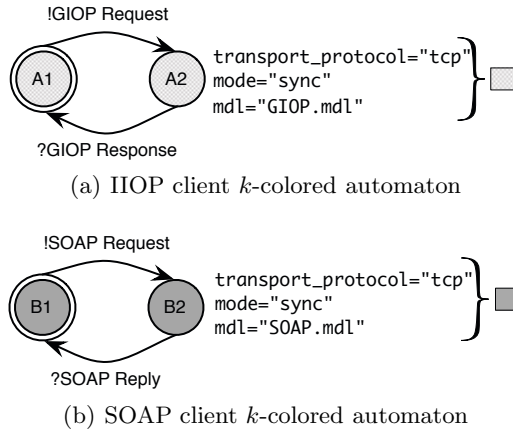 !GIOP Request
A1
A2
transport_protocol="tcp"
mode="sync"
mdl="GIOP.mdl"
?GIOP Response
(a) IIOP client k-colored automaton
!SOAP Request
B1
B2
transport_protocol="tcp"
mode="sync"
mdl="SOAP.mdl"
?SOAP Reply
(b) SOAP client k-colored automaton